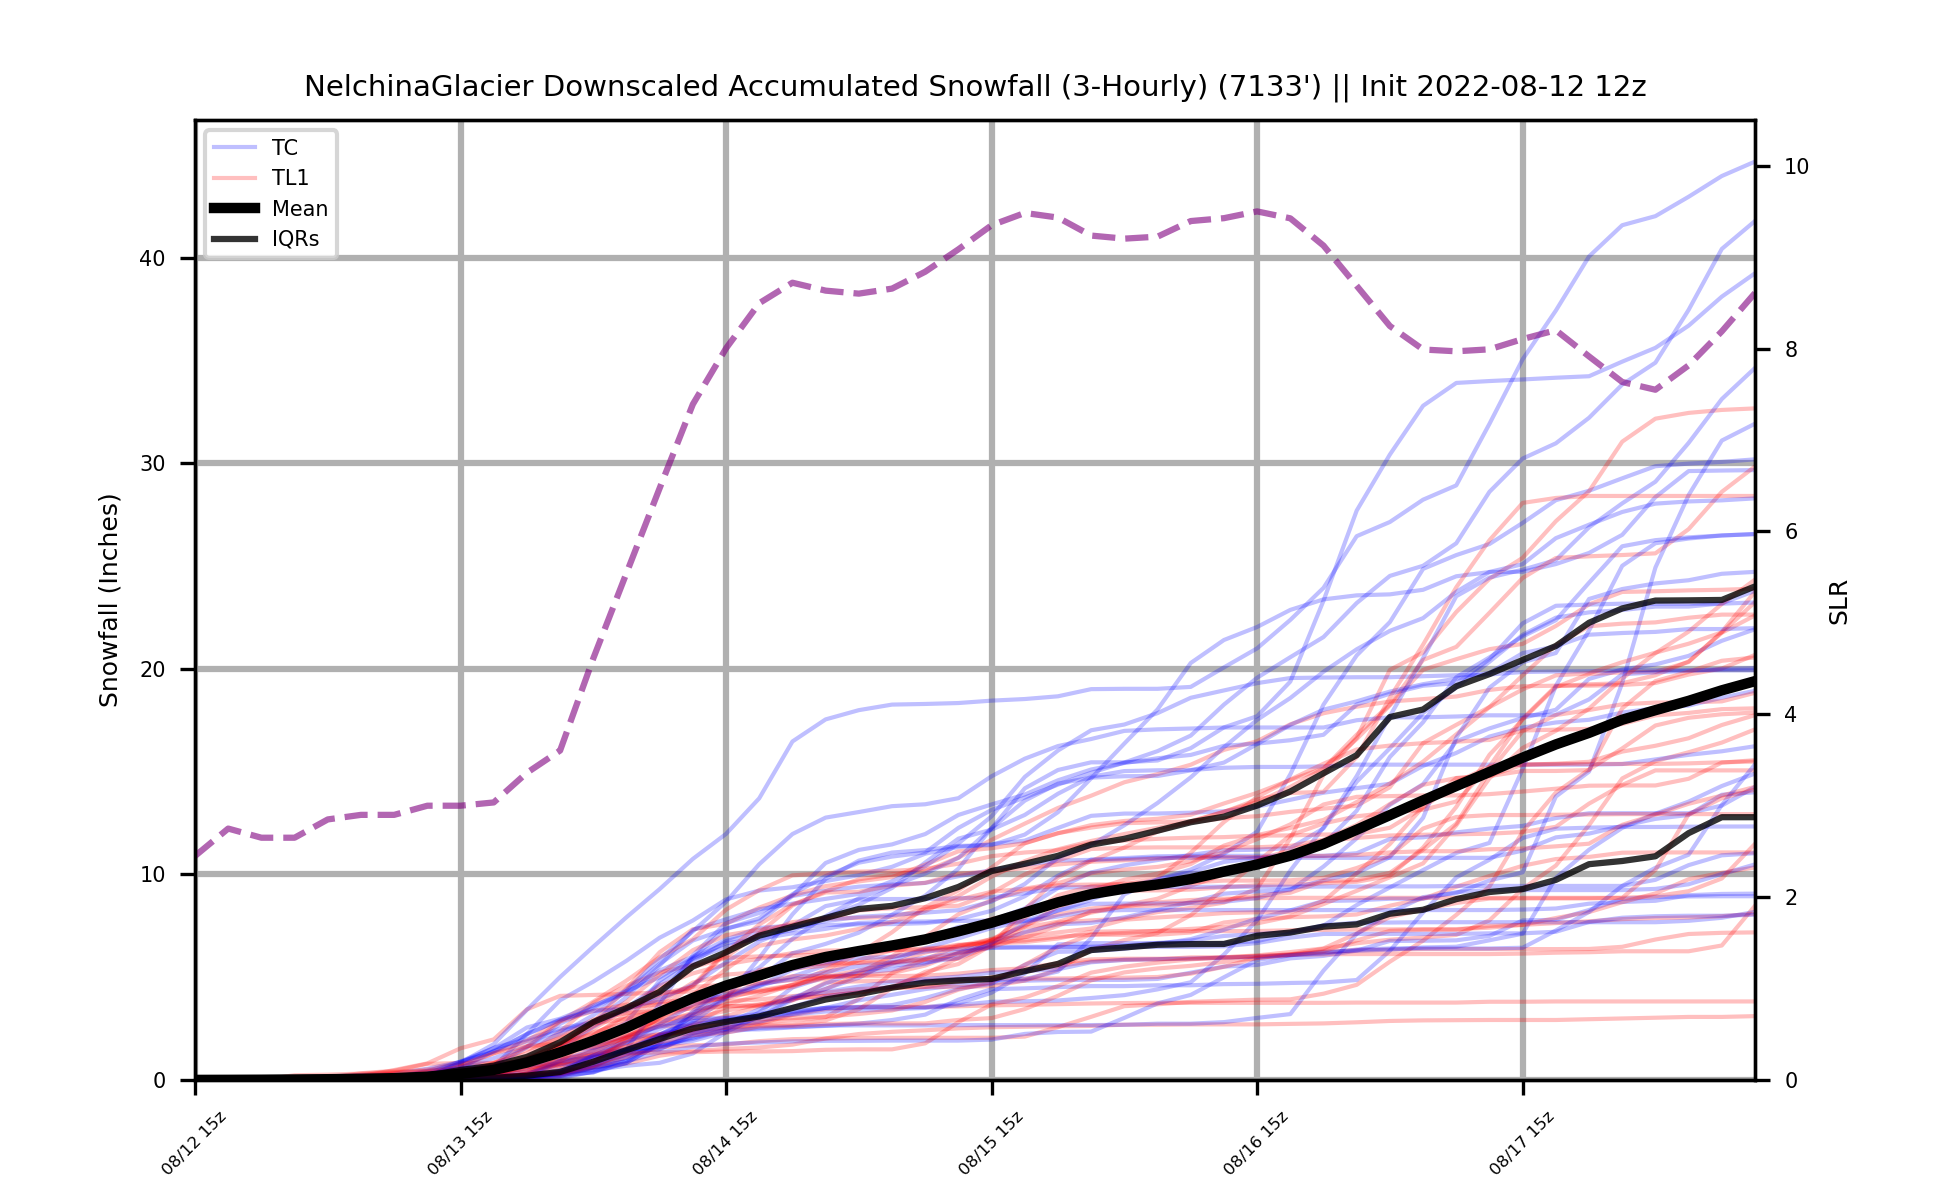 NelchinaGlacier Downscaled Accumulated Snowfall (3-Hourly) (7133') || Init 2022-08-12 12z
TC
TL1
Mean
IQRs
Snowfall (Inches)
40
30
20
10
0
10
8
6
4
2
0
SLR
08/12 15z
08/13 15z
08/14 15z
08/15 15z
08/16 15z
08/17 15z